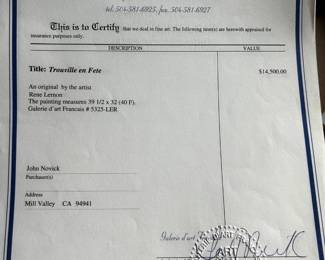 tel. 504-581-6925, fax. 504-581-6927
This is to Certify that we deal in fine art. The following item(s) are herewith appraised for
insurance purposes only.
DESCRIPTION VALUE
Title: Trouville en Fete $14,500.00
An original by the artist
Rene Lernon
The painting measures 39 1/2 x 32 (40 F).
Galerie d'art Francais # 5325-LER
John Novick
Purchaser(s)
Address
Mill Valley CA 94941
Galerie d'art
ART